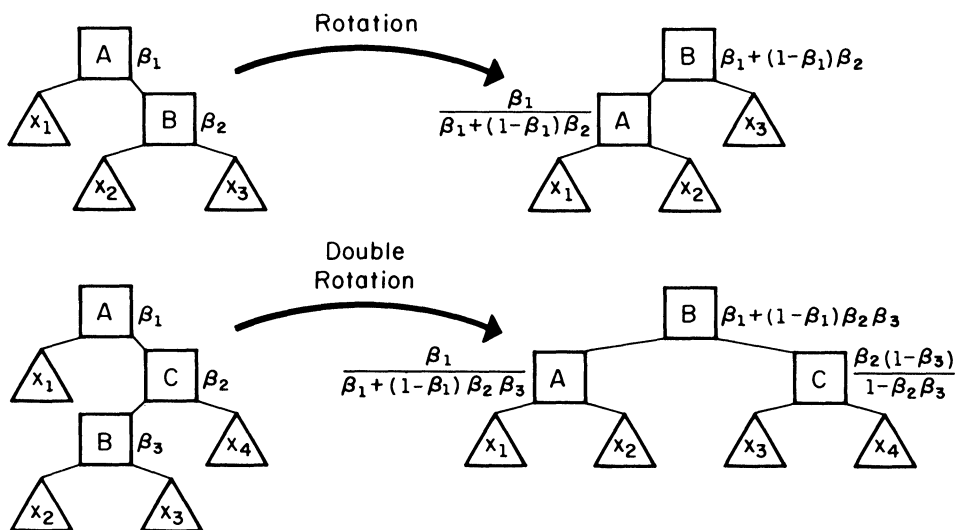 Rotation
A β₁
B β₁+(1-β₁)β₂
X₁
B β₂
β₁
β₁+(1-β₁)β₂
A
X₃
X₂
X₃
X₁
X₂
Double
Rotation
A β₁
B β₁+(1-β₁)β₂β₃
X₁
C β₂
β₁
β₁+(1-β₁) β₂ β₃
A
C
β₂(1-β₃)
1-β₂β₃
B β₃
X₄
X₁
X₂
X₃
X₄
X₂
X₃